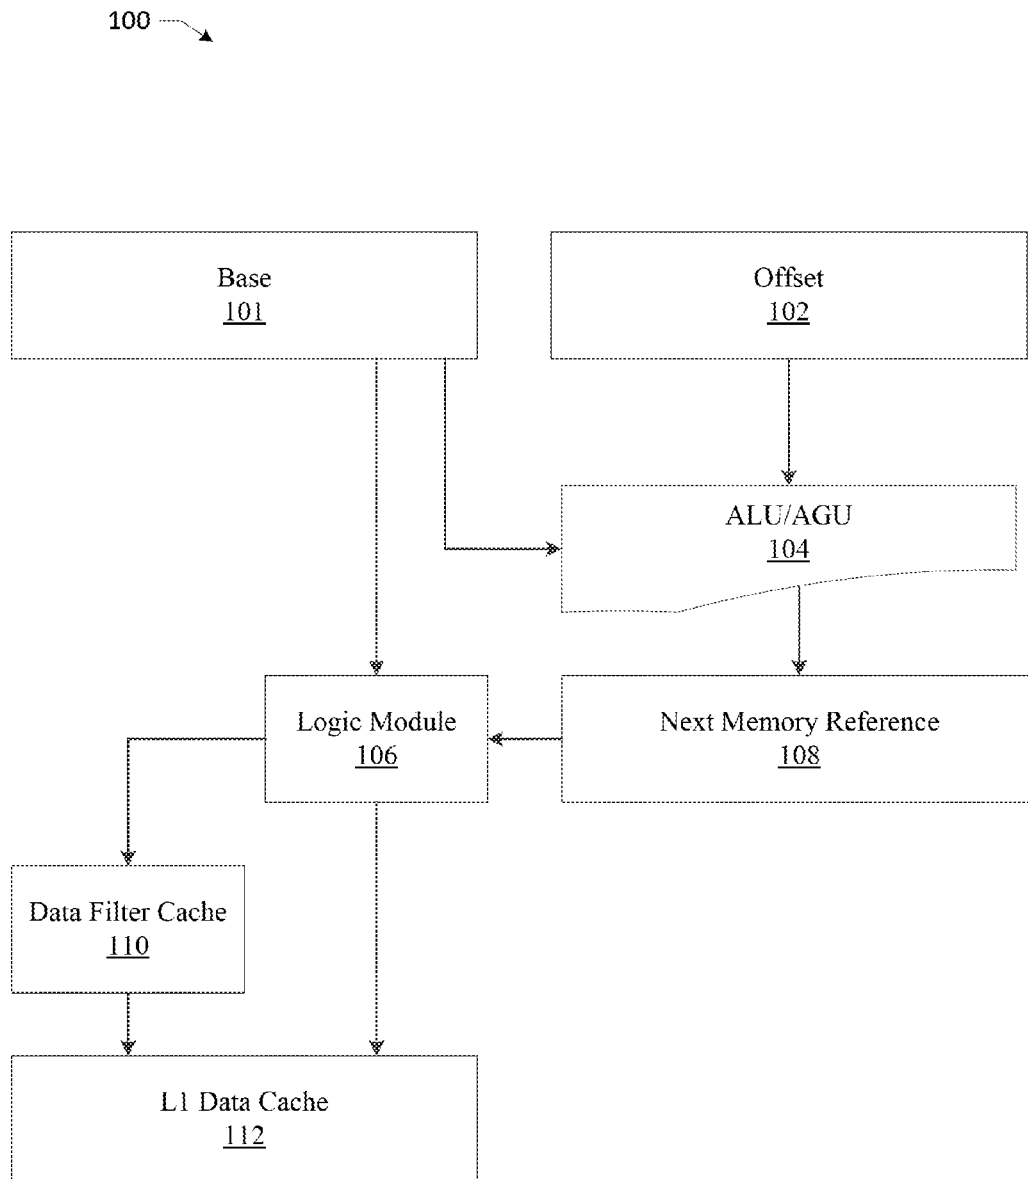 100
Base
101
Offset
102
ALU/AGU
104
Logic Module
106
Next Memory Reference
108
Data Filter Cache
110
L1 Data Cache
112